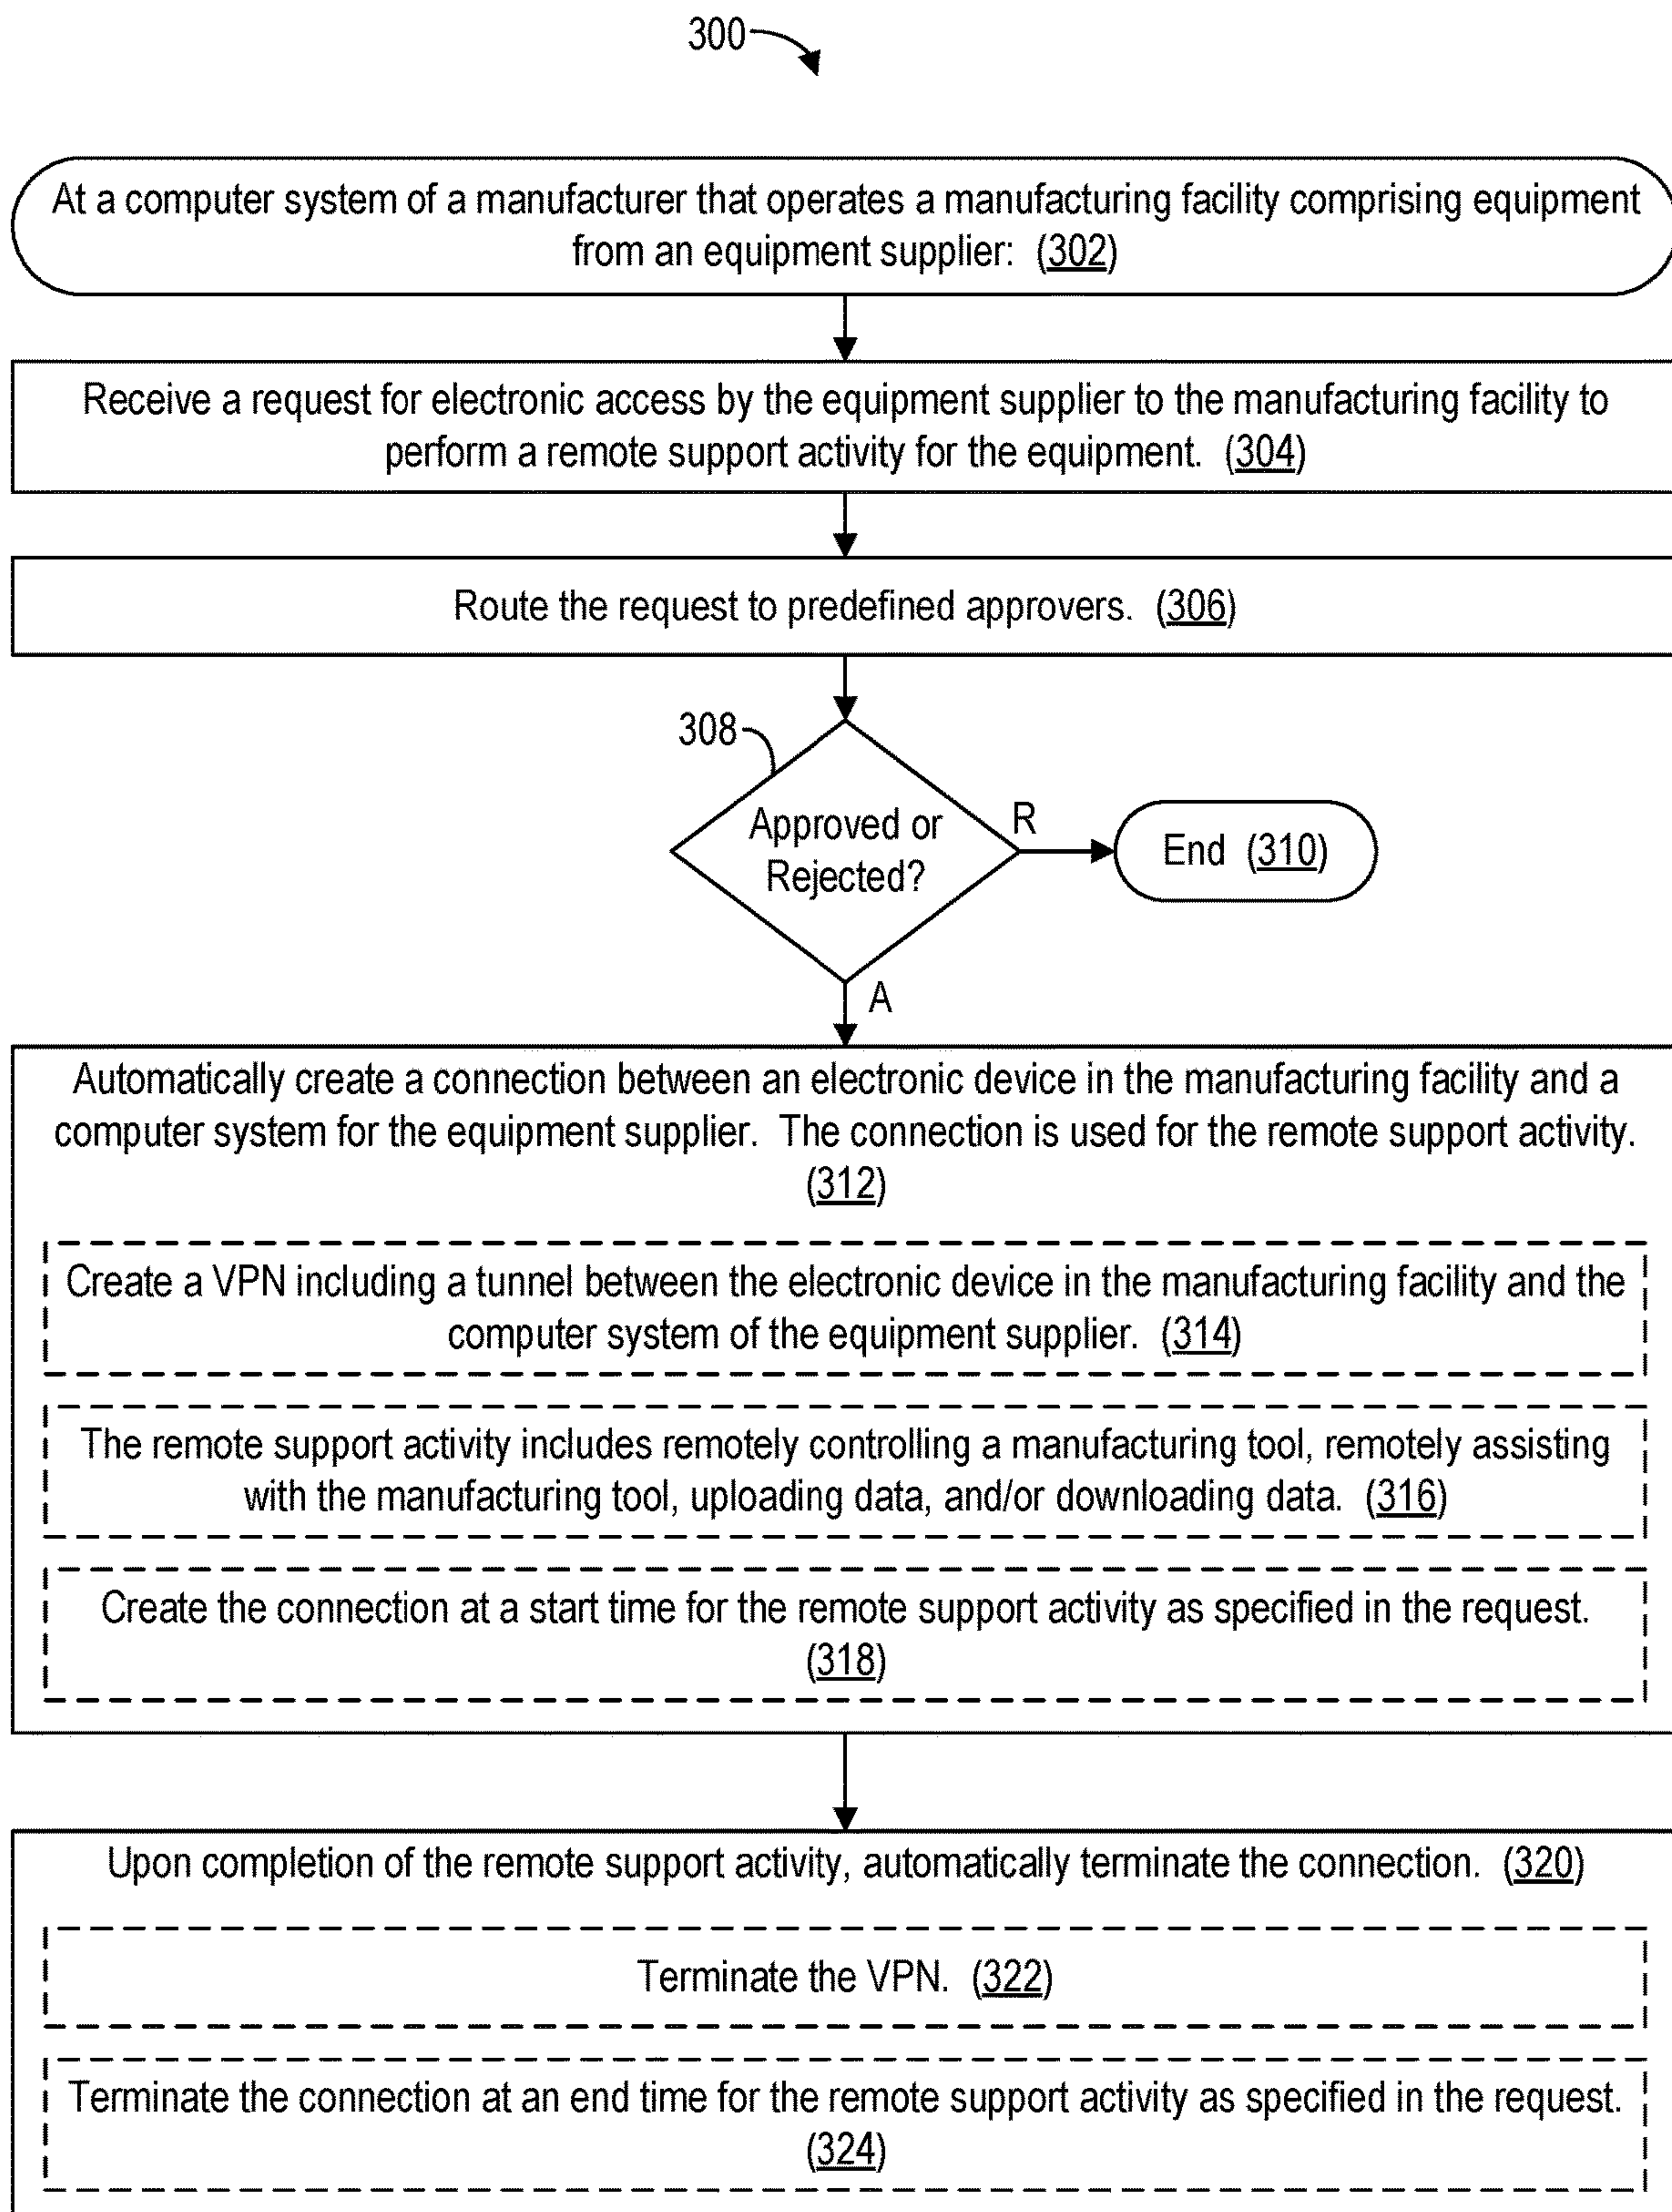 300
At a computer system of a manufacturer that operates a manufacturing facility comprising equipment
from an equipment supplier: (302)
Receive a request for electronic access by the equipment supplier to the manufacturing facility to
perform a remote support activity for the equipment. (304)
Route the request to predefined approvers. (306)
308
Approved or
Rejected?
R
End (310)
A
Automatically create a connection between an electronic device in the manufacturing facility and a
computer system for the equipment supplier. The connection is used for the remote support activity.
(312)
Create a VPN including a tunnel between the electronic device in the manufacturing facility and the
computer system of the equipment supplier. (314)
The remote support activity includes remotely controlling a manufacturing tool, remotely assisting
with the manufacturing tool, uploading data, and/or downloading data. (316)
Create the connection at a start time for the remote support activity as specified in the request.
(318)
Upon completion of the remote support activity, automatically terminate the connection. (320)
Terminate the VPN. (322)
Terminate the connection at an end time for the remote support activity as specified in the request.
(324)